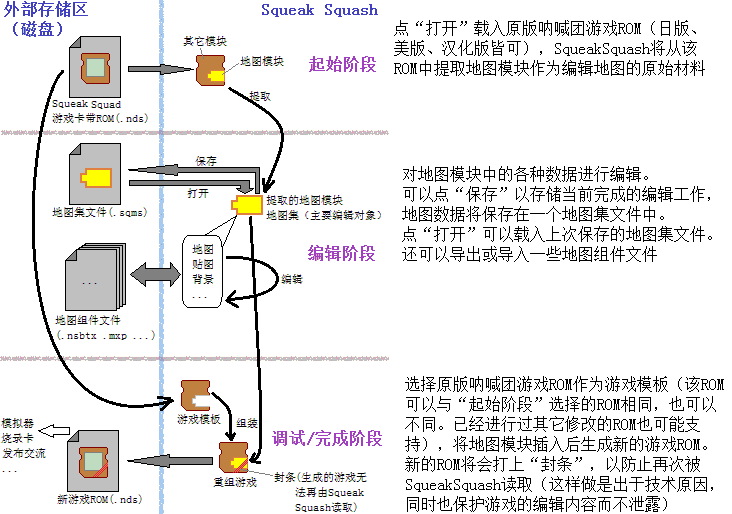 外部存储区
（磁盘）
Squeak Squash
其它模块
地图模块
起始阶段
提取
Squeak Squad
游戏卡带ROM(.nds)
点“打开”载入原版呐喊团游戏ROM（日版、
美版、汉化版皆可），SqueakSquash将从该
ROM中提取地图模块作为编辑地图的原始材料
保存
打开
地图集文件(.sqms)
提取的地图模块
地图集（主要编辑对象）
地图
贴图
背景
...
编辑阶段
编辑
...
地图组件文件
(.nsbtx .mxp ...)
对地图模块中的各种数据进行编辑。
可以点“保存”以存储当前完成的编辑工作，
地图数据将保存在一个地图集文件中。
点“打开”可以载入上次保存的地图集文件。
还可以导出或导入一些地图组件文件
游戏模板
组装
调试/完成阶段
模拟器
烧录卡
发布交流
...
新游戏ROM(.nds)
重组游戏
封条(生成的游戏无
法再由Squeak
Squash读取)
选择原版呐喊团游戏ROM作为游戏模板（该ROM
可以与“起始阶段”选择的ROM相同，也可以
不同。已经进行过其它修改的ROM也可能支
持），将地图模块插入后生成新的游戏ROM。
新的ROM将会打上“封条”，以防止再次被
SqueakSquash读取（这样做是出于技术原因，
同时也保护游戏的编辑内容而不泄露）